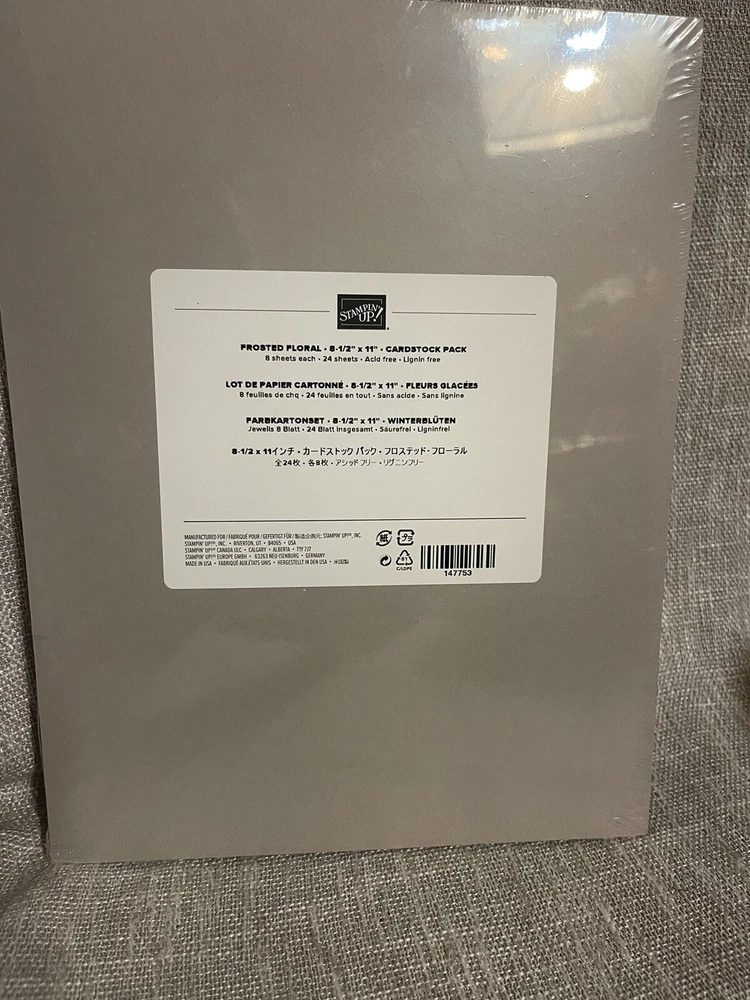 STAMPIN' UP!®
FROSTED FLORAL • 8-1/2" x 11" • CARDSTOCK PACK
8 sheets each • 24 sheets • Acid free • Lignin free
LOT DE PAPIER CARTONNÉ • 8-1/2" x 11" • FLEURS GLACÉES
8 feuilles de chq • 24 feuilles en tout • Sans acide • Sans lignine
FARBKARTONSET • 8-1/2" x 11" • WINTERBLÜTEN
Jeweils 8 Blatt • 24 Blatt insgesamt • Säurefrei • Ligninfrei
8-1/2 x 11インチ • カードストック パック • フロステッド・フローラル
全24枚 • 各8枚 • アシッドフリー • リグニンフリー
MANUFACTURED FOR / FABRIQUÉ POUR / GEFERTIGT FÜR / 製造企画元: STAMPIN' UP!®, INC.
STAMPIN' UP!®, INC. • RIVERTON, UT • 84065 • USA
STAMPIN' UP!® CANADA ULC • CALGARY • ALBERTA • T1Y 7J7
STAMPIN' UP!® EUROPE GMBH • 63263 NEU-ISENBURG • GERMANY
MADE IN USA • FABRIQUÉ AUX ÉTATS-UNIS • HERGESTELLT IN DEN USA • 米国製
紙 プラ
81
C/LDPE
147753